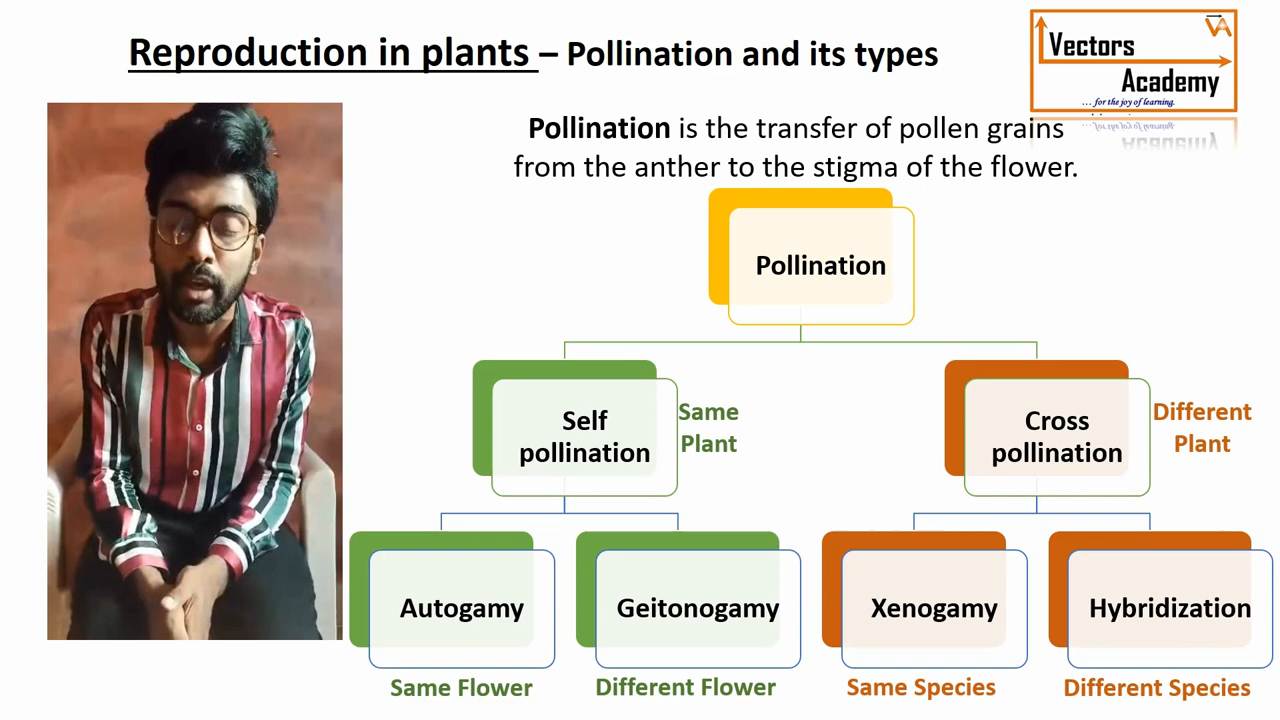 Reproduction in plants – Pollination and its types
VA
Vectors
Academy
... for the joy of learning.
Pollination is the transfer of pollen grains
from the anther to the stigma of the flower.
Pollination
Self
pollination
Same
Plant
Cross
pollination
Different
Plant
Autogamy
Geitonogamy
Xenogamy
Hybridization
Same Flower
Different Flower
Same Species
Different Species